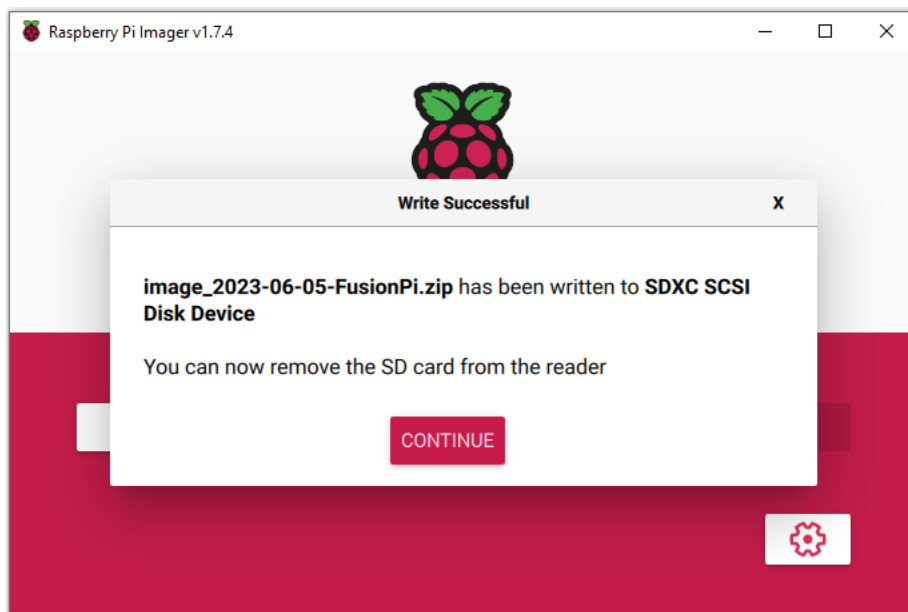 Raspberry Pi Imager v1.7.4
Write Successful
X
image_2023-06-05-FusionPi.zip has been written to SDXC SCSI
Disk Device
You can now remove the SD card from the reader
CONTINUE